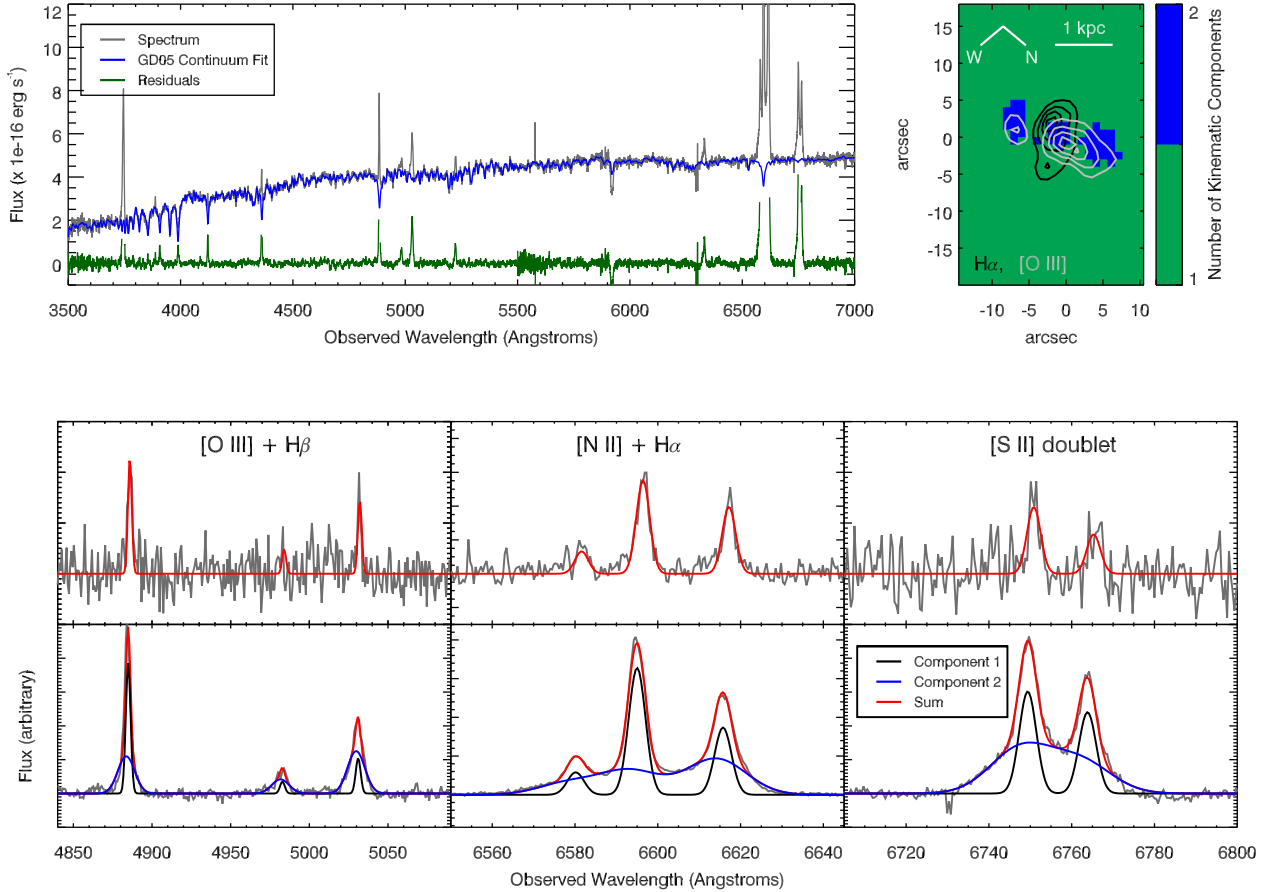 Spectrum
GD05 Continuum Fit
Residuals
Flux (x 1e-16 erg s⁻¹)
12
10
8
6
4
2
0
3500 4000 4500 5000 5500 6000 6500 7000
Observed Wavelength (Angstroms)
W N
1 kpc
arcsec
15
10
5
0
-5
-10
-15
Hα, [O III]
-10 -5 0 5 10
arcsec
2
1
Number of Kinematic Components
[O III] + Hβ
[N II] + Hα
[S II] doublet
Component 1
Component 2
Sum
Flux (arbitrary)
4850 4900 4950 5000 5050
6560 6580 6600 6620 6640
6720 6740 6760 6780 6800
Observed Wavelength (Angstroms)